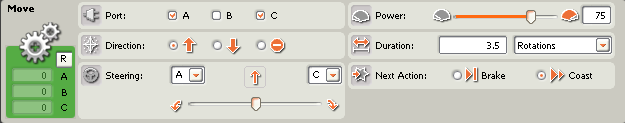 Move
Port: A B C
Power: 75
R
Direction:
Duration: 3.5 Rotations
0 A
0 B
0 C
Steering: A C
Next Action: Brake Coast